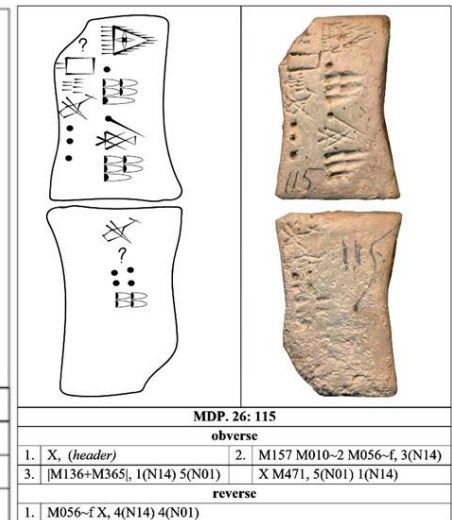 ?
115
?
MDP. 26: 115
obverse
1. X, (header) 2. M157 M010~2 M056~f, 3(N14)
3. |M136+M365|, 1(N14) 5(N01) X M471, 5(N01) 1(N14)
reverse
1. M056~f X, 4(N14) 4(N01)